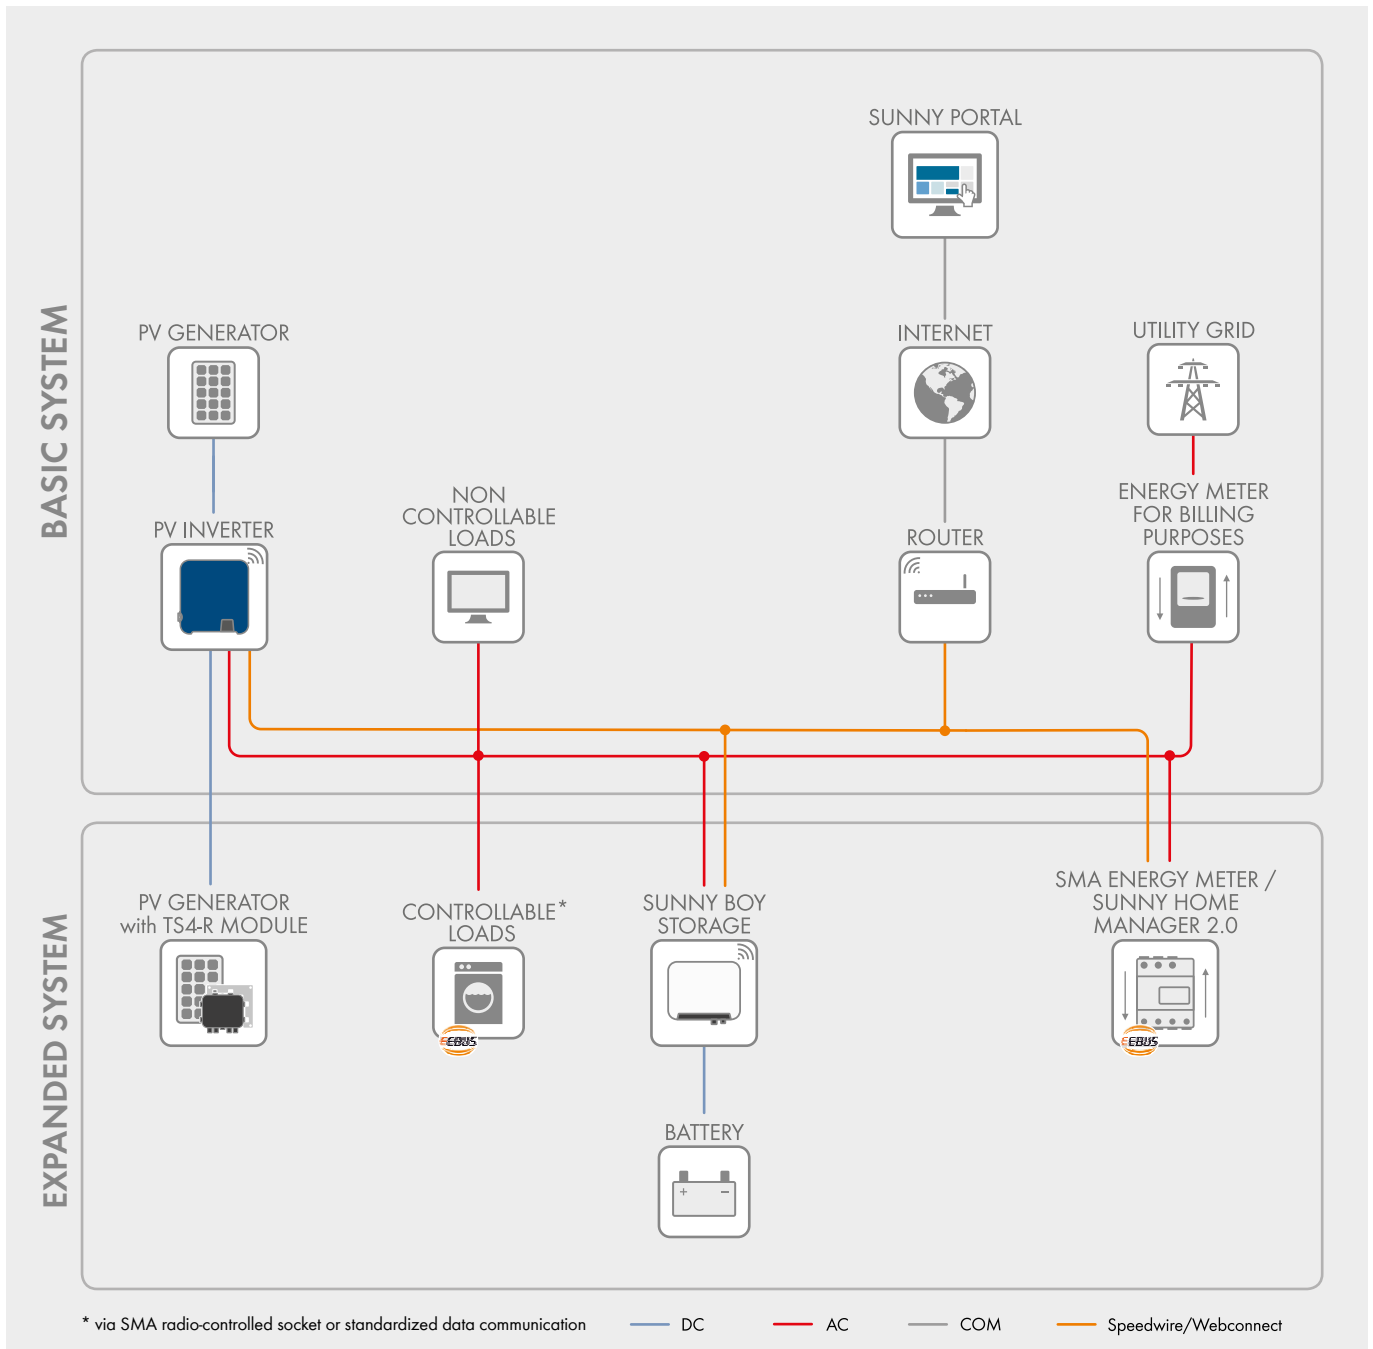 BASIC SYSTEM
SUNNY PORTAL
PV GENERATOR
INTERNET
UTILITY GRID
PV INVERTER
NON
CONTROLLABLE
LOADS
ROUTER
ENERGY METER
FOR BILLING
PURPOSES
EXPANDED SYSTEM
PV GENERATOR
with TS4-R MODULE
CONTROLLABLE*
LOADS
EEBUS
SUNNY BOY
STORAGE
SMA ENERGY METER /
SUNNY HOME
MANAGER 2.0
EEBUS
BATTERY
+ −
* via SMA radio-controlled socket or standardized data communication
DC
AC
COM
Speedwire/Webconnect